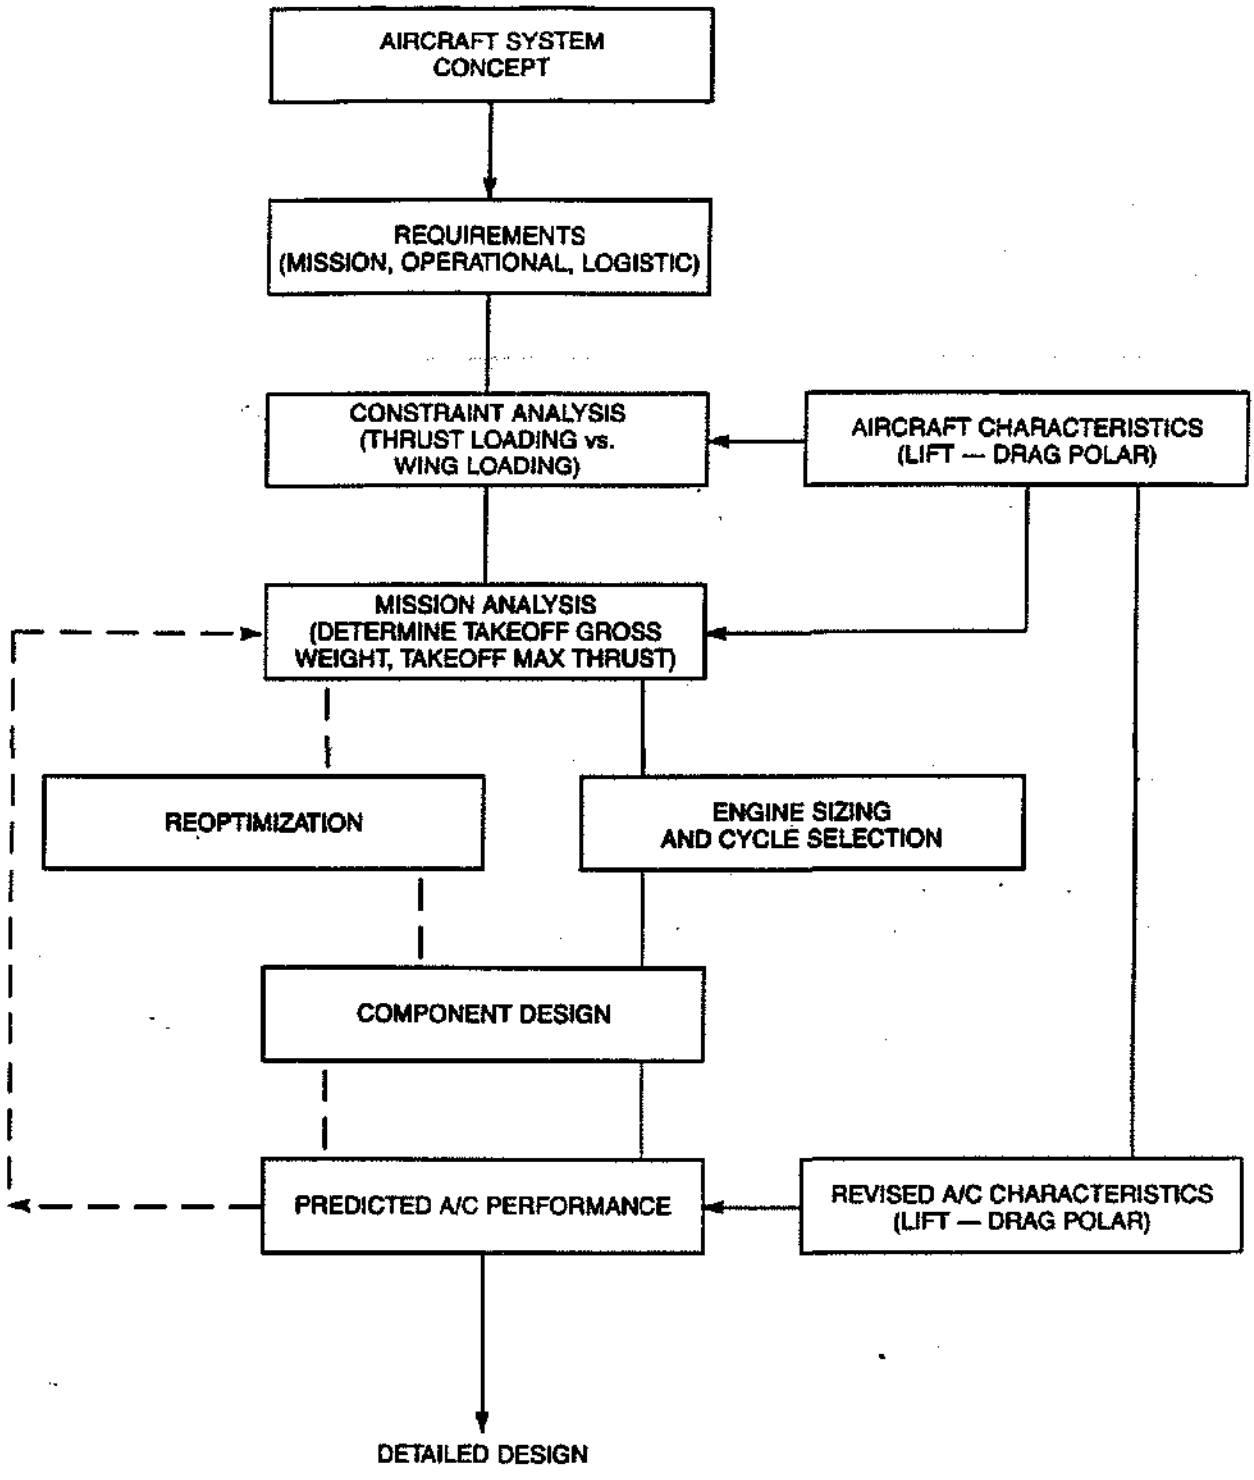 AIRCRAFT SYSTEM
CONCEPT
REQUIREMENTS
(MISSION, OPERATIONAL, LOGISTIC)
CONSTRAINT ANALYSIS
(THRUST LOADING vs.
WING LOADING)
AIRCRAFT CHARACTERISTICS
(LIFT — DRAG POLAR)
MISSION ANALYSIS
(DETERMINE TAKEOFF GROSS
WEIGHT, TAKEOFF MAX THRUST)
REOPTIMIZATION
ENGINE SIZING
AND CYCLE SELECTION
COMPONENT DESIGN
PREDICTED A/C PERFORMANCE
REVISED A/C CHARACTERISTICS
(LIFT — DRAG POLAR)
DETAILED DESIGN